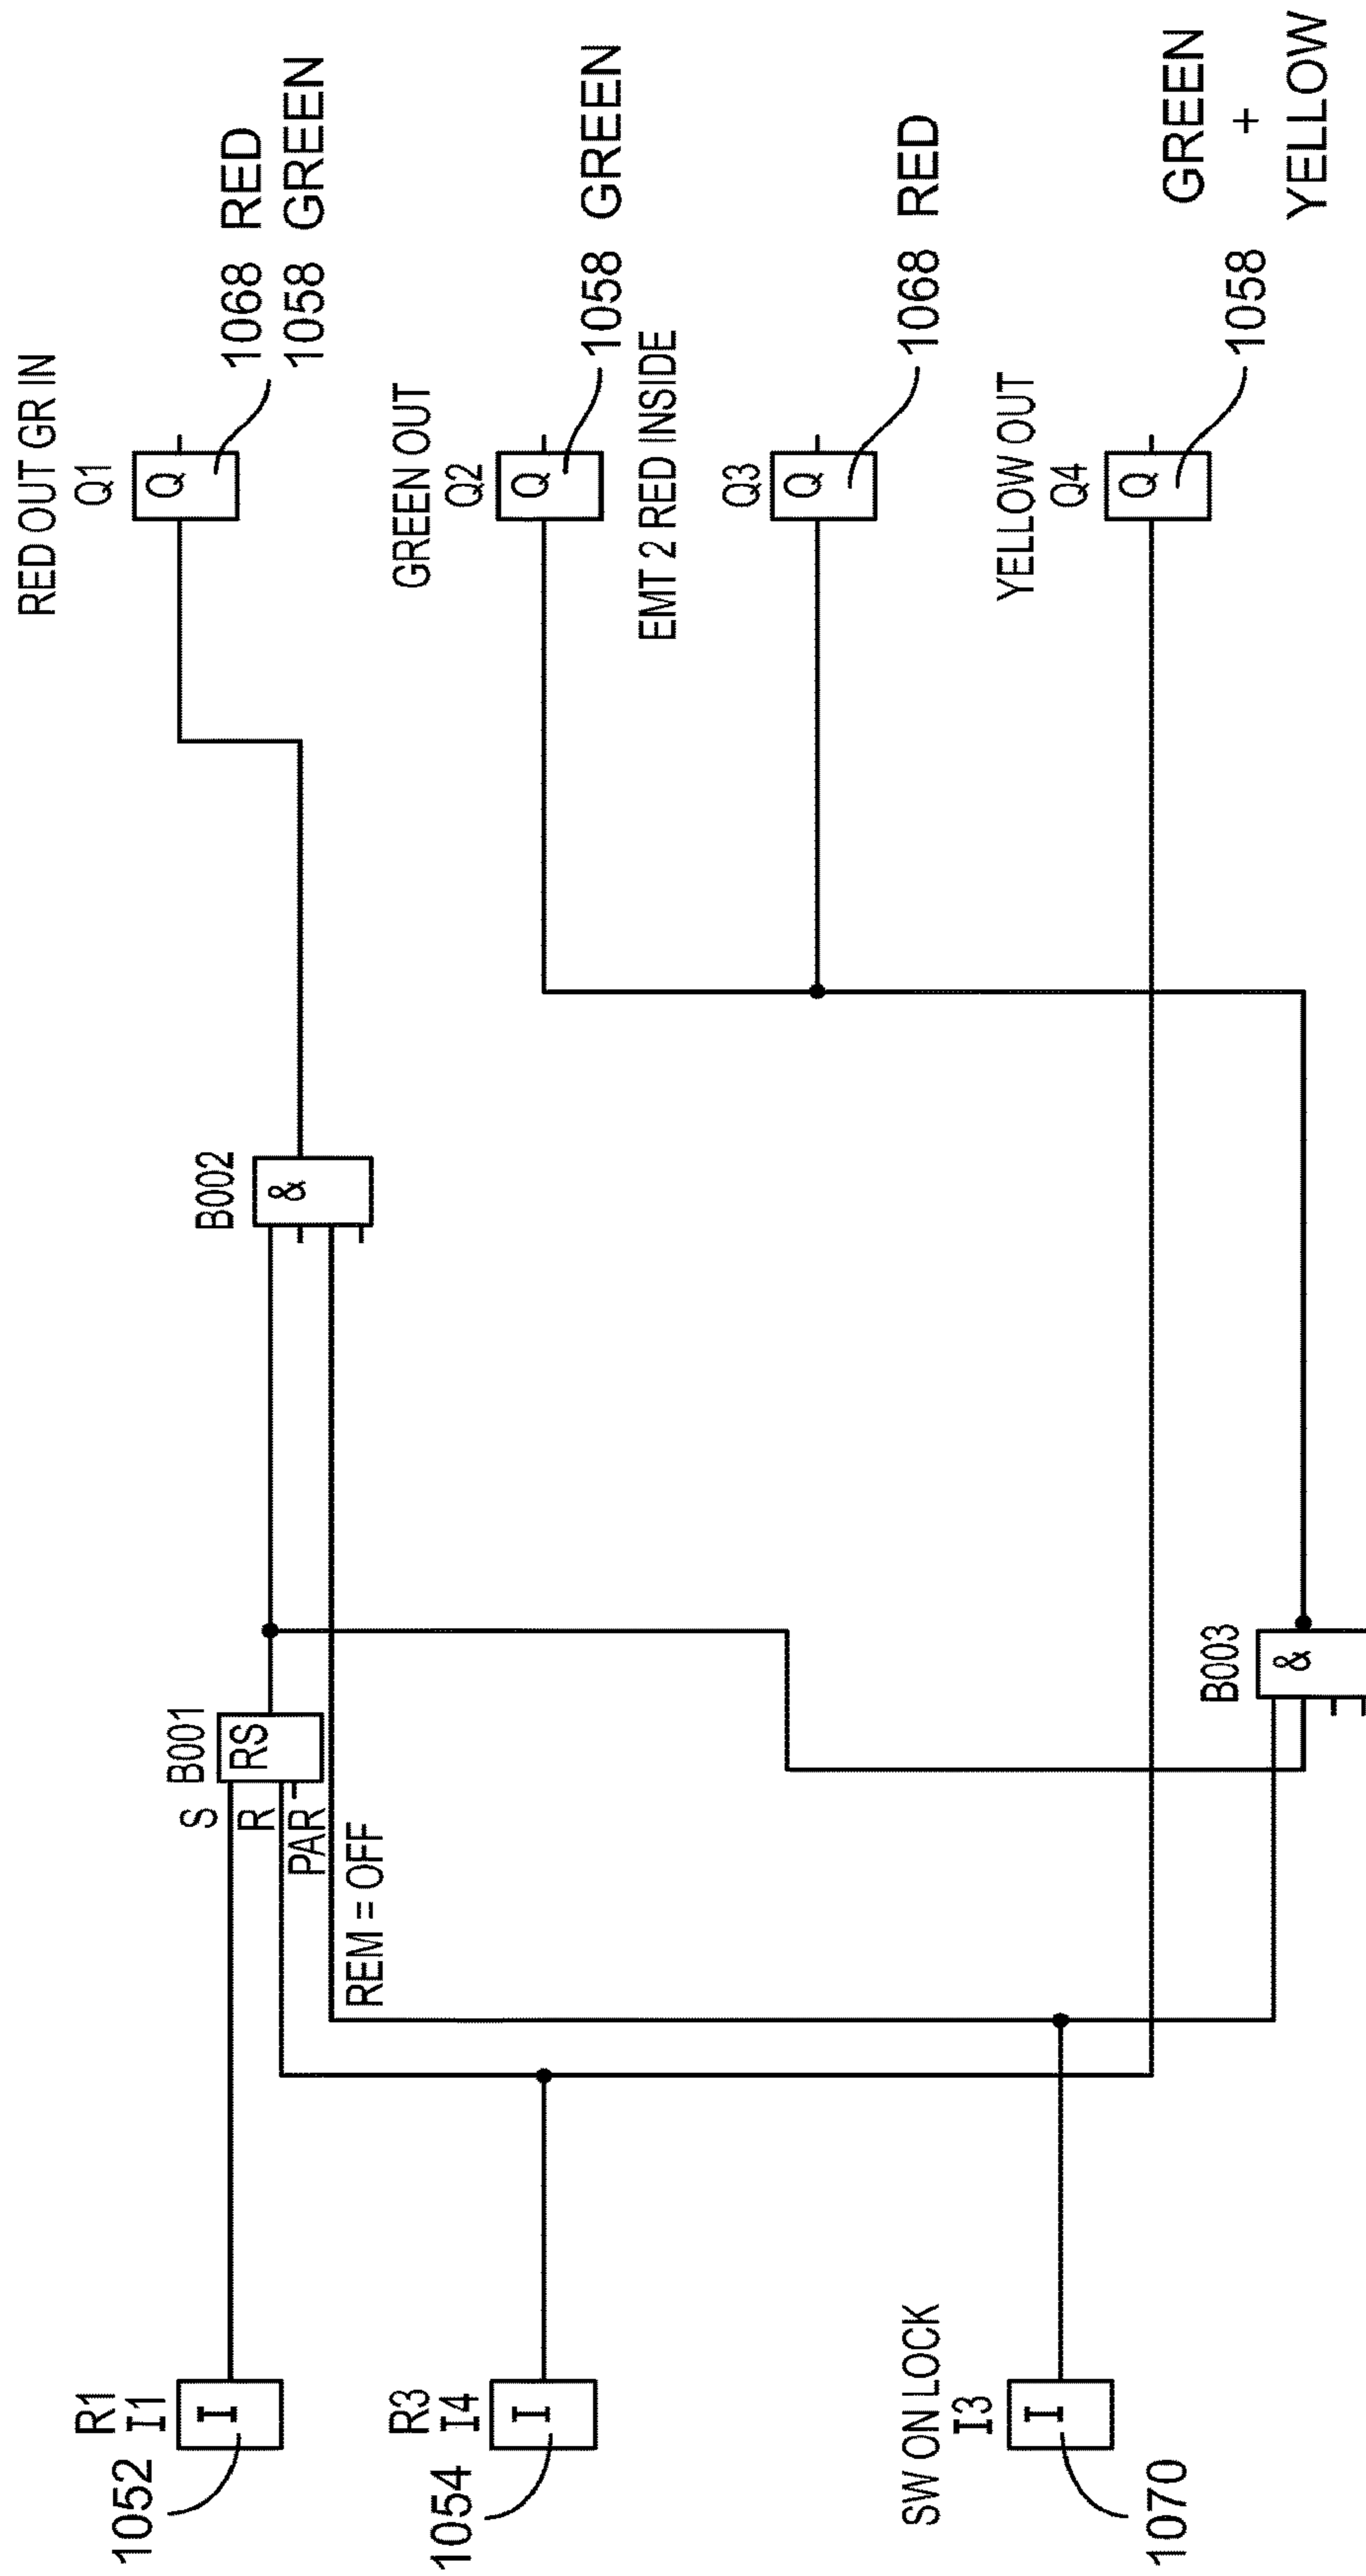 RED OUT GR IN
Q1
Q
1068 RED
1058 GREEN
GREEN OUT
Q2
Q
1058 GREEN
EMT 2 RED INSIDE
Q3
Q
1068 RED
YELLOW OUT
Q4
Q
1058
GREEN
+
YELLOW
B002
&
B001
RS
S
R
PAR
REM = OFF
B003
&
R1
I1
I
1052
R3
I4
I
1054
SW ON LOCK
I3
I
1070